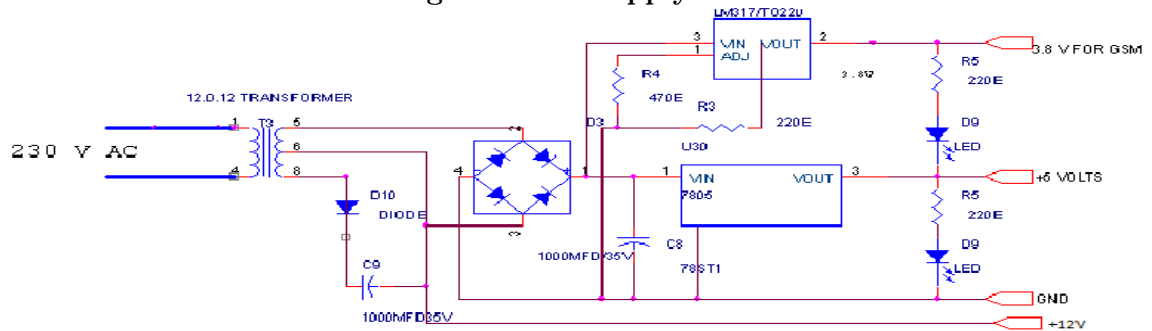 LM317/TO220
3 VIN VOUT 2
1 ADJ
3.8 V FOR GSM
R4
470E
R3
220E
R5
220E
12.0.12 TRANSFORMER
1 T3 5
6
4 8
230 V AC
D3
2
4 1
3
D9
LED
U30
1 VIN VOUT 3
7805
+5 VOLTS
D10
DIODE
R5
220E
C8
1000MFD/35V
78ST1
D9
LED
C9
1000MFD35V
GND
+12V